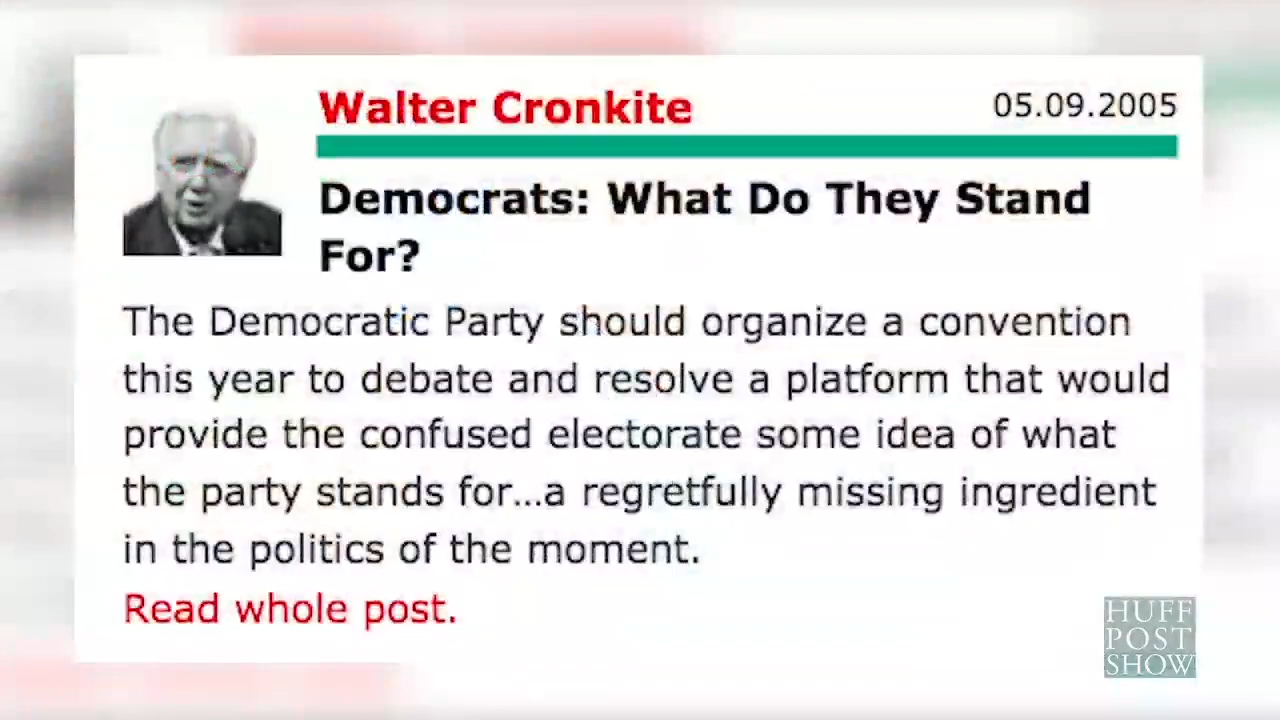 Walter Cronkite
05.09.2005
Democrats: What Do They Stand
For?
The Democratic Party should organize a convention
this year to debate and resolve a platform that would
provide the confused electorate some idea of what
the party stands for...a regretfully missing ingredient
in the politics of the moment.
Read whole post.
HUFF
POST
SHOW